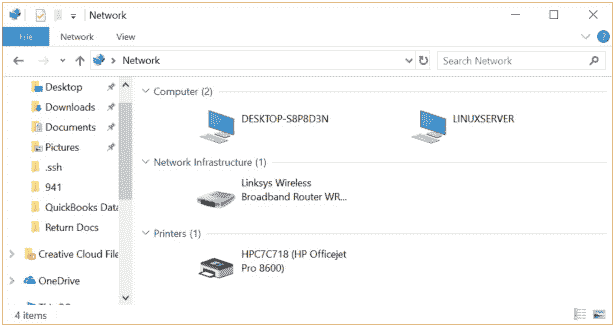 Network
File
Network
View
Network
Search Network
Desktop
Downloads
Documents
Pictures
.ssh
941
QuickBooks Data
Return Docs
Creative Cloud File
OneDrive
Computer (2)
DESKTOP-S8P8D3N
LINUXSERVER
Network Infrastructure (1)
Linksys Wireless
Broadband Router WR...
Printers (1)
HPC7C718 (HP Officejet
Pro 8600)
4 items